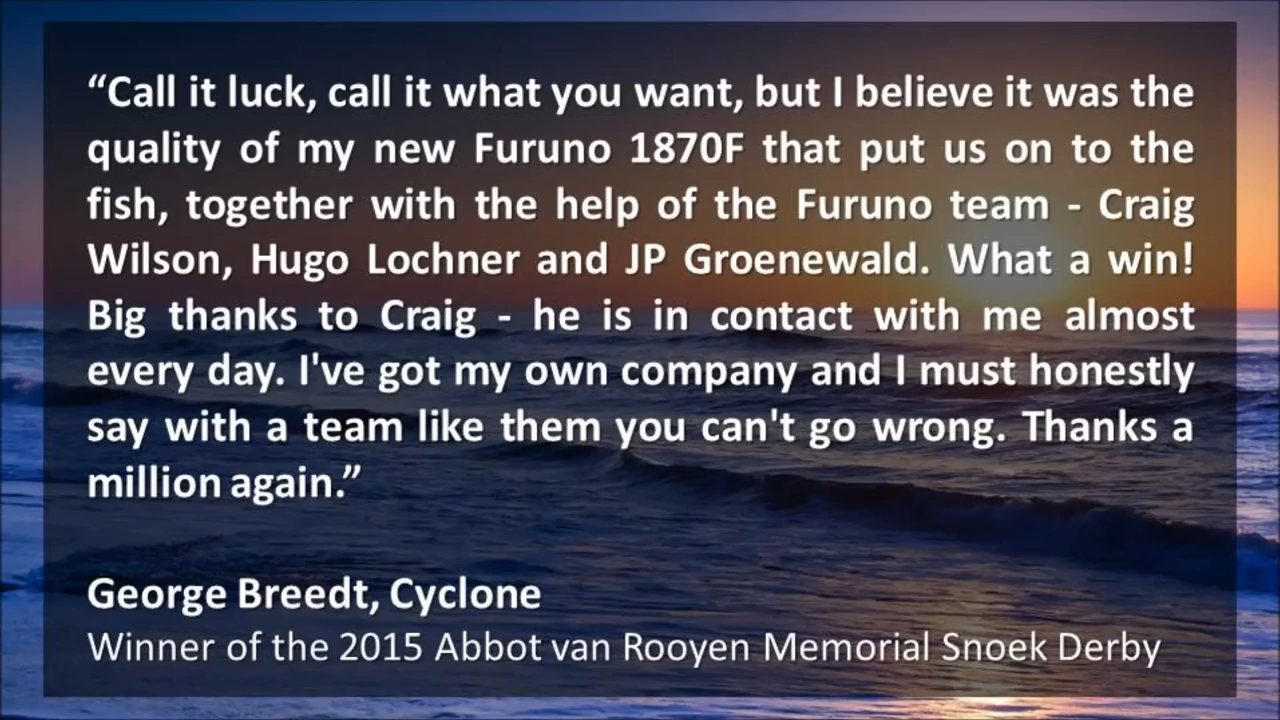 “Call it luck, call it what you want, but I believe it was the
quality of my new Furuno 1870F that put us on to the
fish, together with the help of the Furuno team - Craig
Wilson, Hugo Lochner and JP Groenewald. What a win!
Big thanks to Craig - he is in contact with me almost
every day. I've got my own company and I must honestly
say with a team like them you can't go wrong. Thanks a
million again.”
George Breedt, Cyclone
Winner of the 2015 Abbot van Rooyen Memorial Snoek Derby